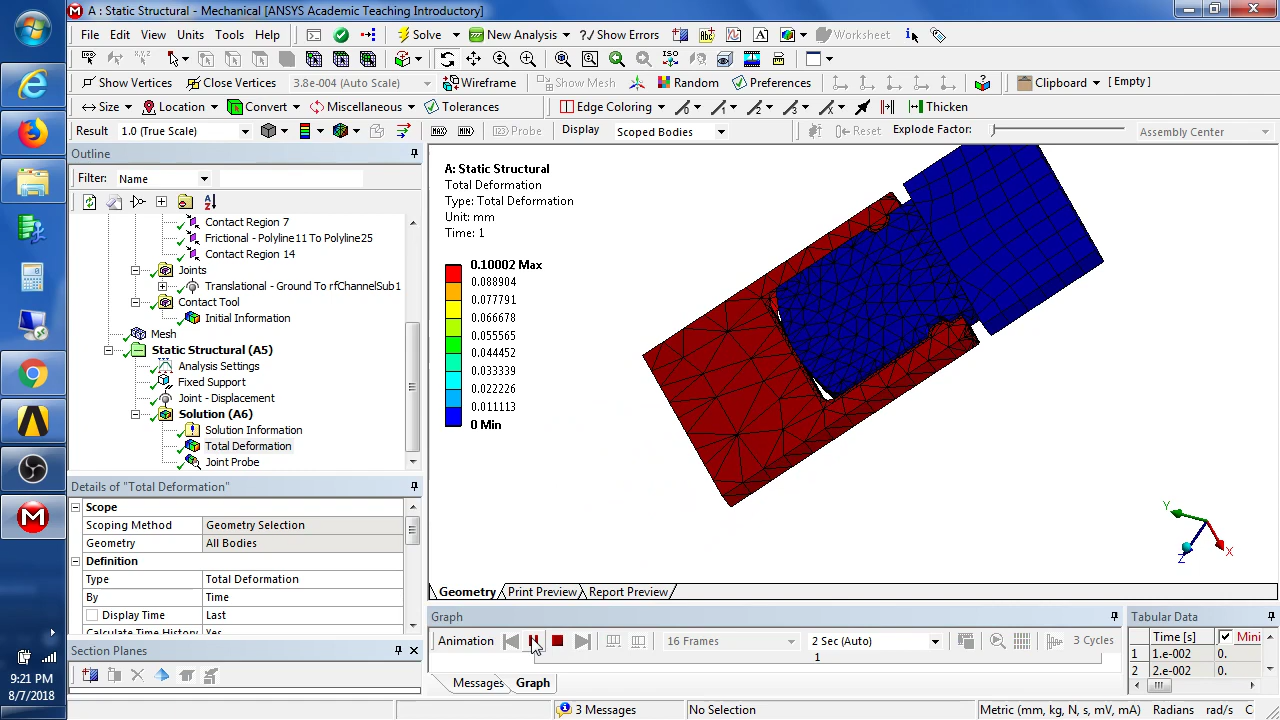 A : Static Structural - Mechanical [ANSYS Academic Teaching Introductory]
File Edit View Units Tools Help Solve New Analysis ?/ Show Errors Worksheet
Show Vertices Close Vertices 3.8e-004 (Auto Scale) Wireframe Show Mesh Random Preferences Clipboard [ Empty ]
Size Location Convert Miscellaneous Tolerances Edge Coloring Thicken
Result 1.0 (True Scale) Probe Display Scoped Bodies Reset Explode Factor: Assembly Center
Outline
Filter: Name
Contact Region 7
Frictional - Polyline11 To Polyline25
Contact Region 14
Joints
Translational - Ground To rfChannelSub1
Contact Tool
Initial Information
Mesh
Static Structural (A5)
Analysis Settings
Fixed Support
Joint - Displacement
Solution (A6)
Solution Information
Total Deformation
Joint Probe
Details of "Total Deformation"
Scope
Scoping Method Geometry Selection
Geometry All Bodies
Definition
Type Total Deformation
By Time
Display Time Last
Calculate Time History Yes
Section Planes
A: Static Structural
Total Deformation
Type: Total Deformation
Unit: mm
Time: 1
0.10002 Max
0.088904
0.077791
0.066678
0.055565
0.044452
0.033339
0.022226
0.011113
0 Min
Y
X
Z
Geometry Print Preview Report Preview
Graph
Animation 16 Frames 2 Sec (Auto) 3 Cycles
1
Messages Graph
Tabular Data
Time [s] Mini
1 1.e-002 0.
2 2.e-002 0.
3 Messages No Selection Metric (mm, kg, N, s, mV, mA) Radians rad/s C
9:21 PM
8/7/2018